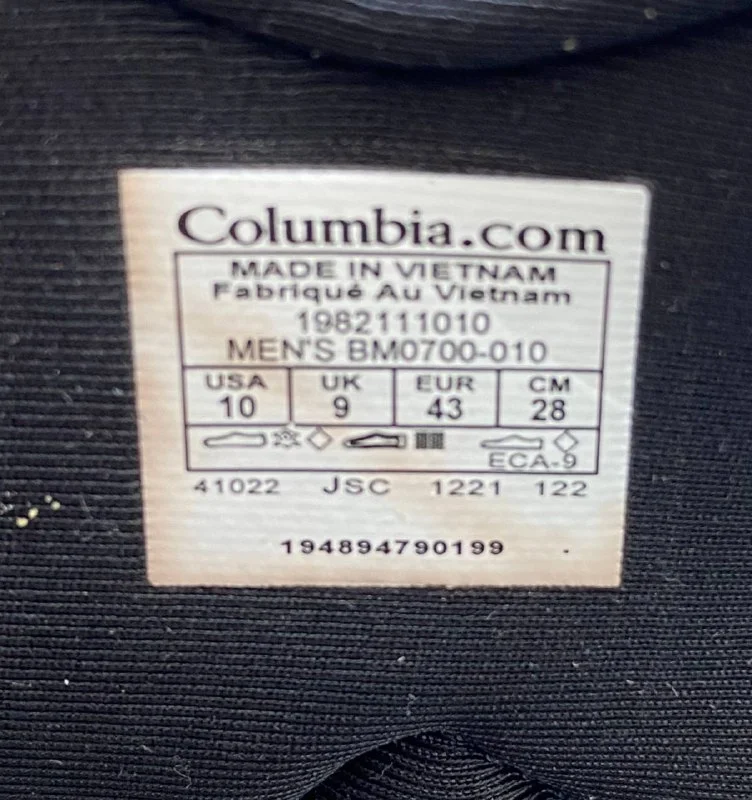 Columbia.com
MADE IN VIETNAM
Fabriqué Au Vietnam
1982111010
MEN'S BM0700-010
USA UK EUR CM
10 9 43 28
ECA-9
41022 JSC 1221 122
194894790199 .